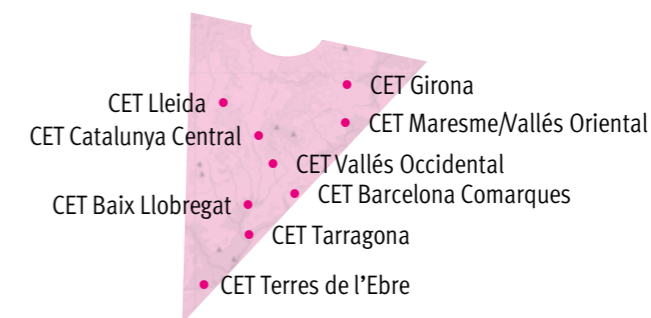 CET Girona
CET Lleida
CET Maresme/Vallés Oriental
CET Catalunya Central
CET Vallés Occidental
CET Barcelona Comarques
CET Baix Llobregat
CET Tarragona
CET Terres de l’Ebre